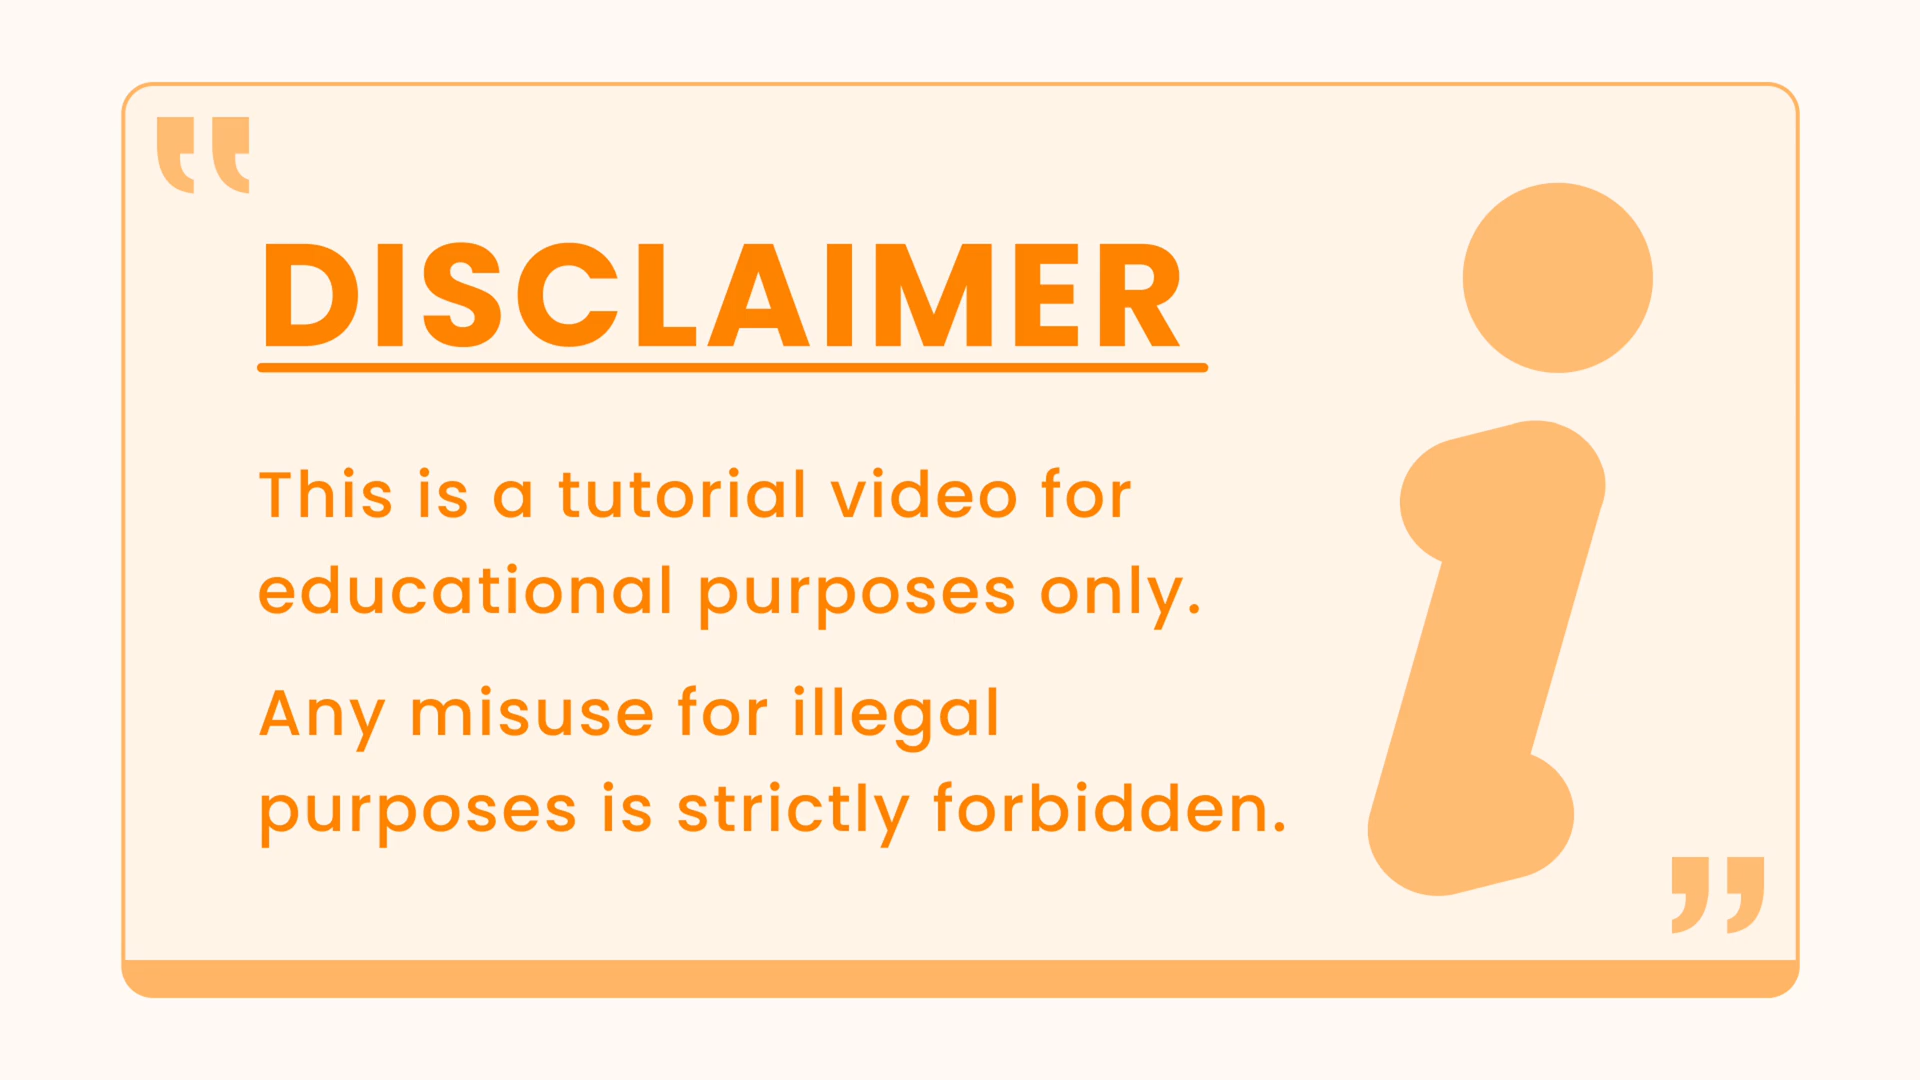 DISCLAIMER
This is a tutorial video for
educational purposes only.
Any misuse for illegal
purposes is strictly forbidden.